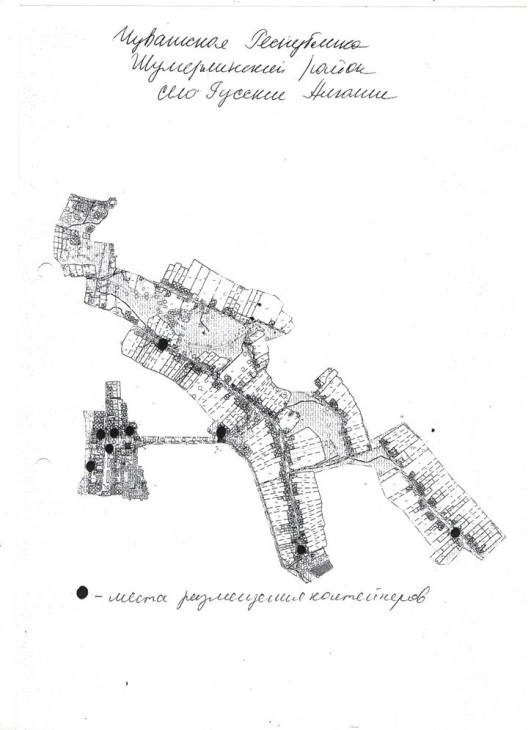 Чувашская Республика
Шумерлинский район
село Русские Алгаши
- места размещения контейнеров